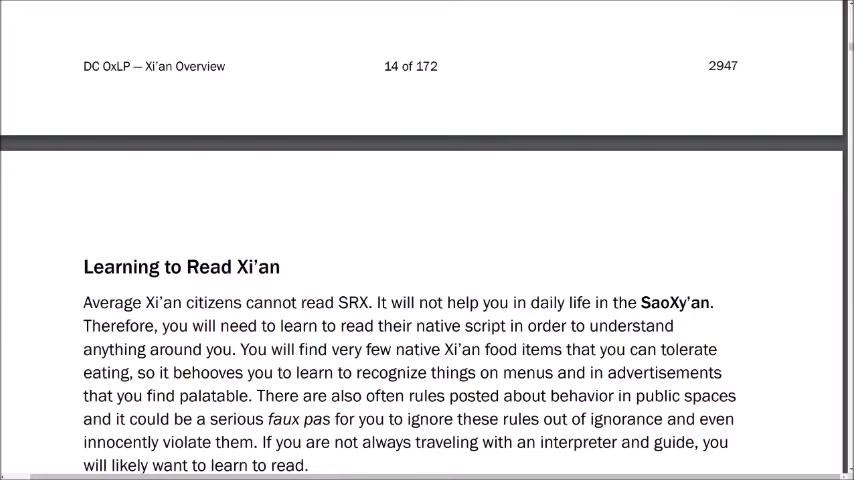 DC OxLP — Xi'an Overview 14 of 172 2947
Learning to Read Xi'an
Average Xi'an citizens cannot read SRX. It will not help you in daily life in the SaoXy'an.
Therefore, you will need to learn to read their native script in order to understand
anything around you. You will find very few native Xi'an food items that you can tolerate
eating, so it behooves you to learn to recognize things on menus and in advertisements
that you find palatable. There are also often rules posted about behavior in public spaces
and it could be a serious faux pas for you to ignore these rules out of ignorance and even
innocently violate them. If you are not always traveling with an interpreter and guide, you
will likely want to learn to read.